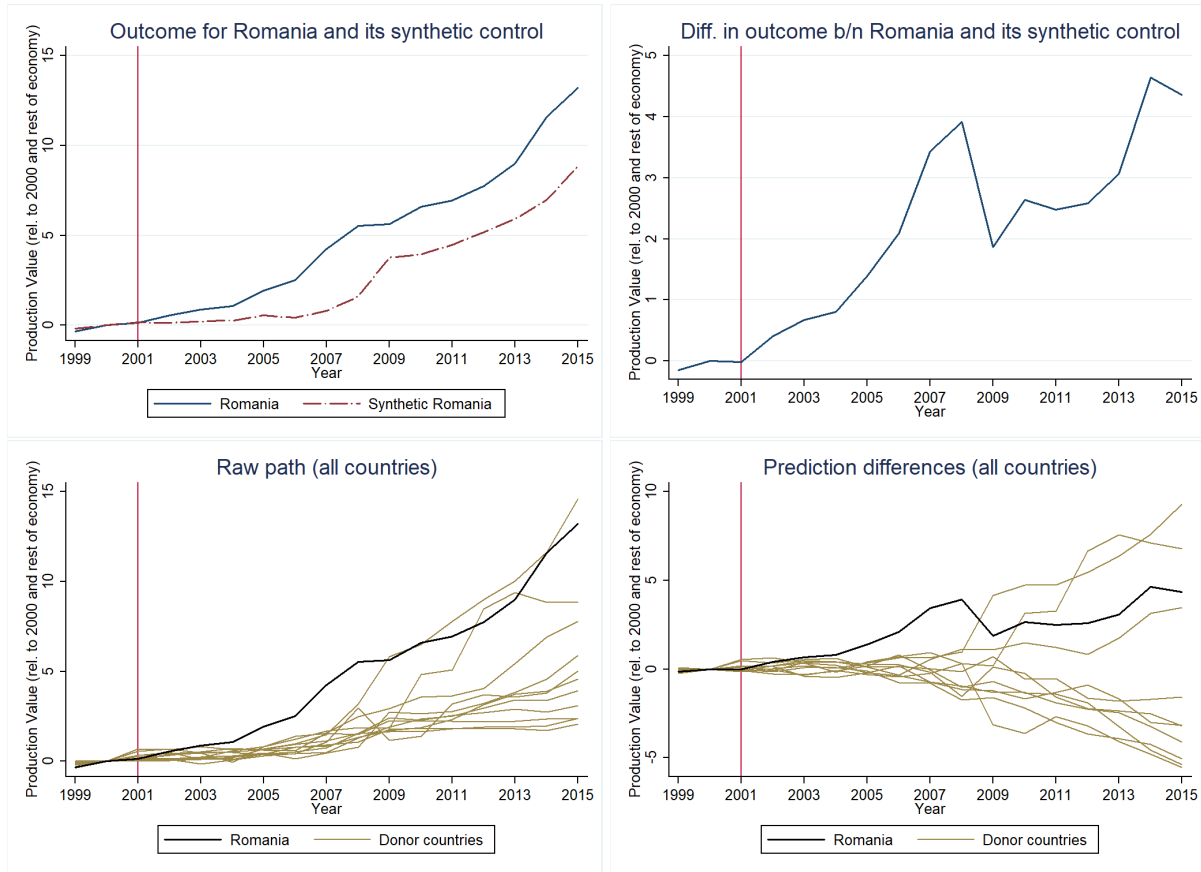 Outcome for Romania and its synthetic control
Production Value (rel. to 2000 and rest of economy)
15
10
5
0
1999 2001 2003 2005 2007 2009 2011 2013 2015
Year
Romania Synthetic Romania
Diff. in outcome b/n Romania and its synthetic control
Production Value (rel. to 2000 and rest of economy)
5
4
3
2
1
0
1999 2001 2003 2005 2007 2009 2011 2013 2015
Year
Raw path (all countries)
Production Value (rel. to 2000 and rest of economy)
15
10
5
0
1999 2001 2003 2005 2007 2009 2011 2013 2015
Year
Romania Donor countries
Prediction differences (all countries)
Production Value (rel. to 2000 and rest of economy)
10
5
0
-5
1999 2001 2003 2005 2007 2009 2011 2013 2015
Year
Romania Donor countries